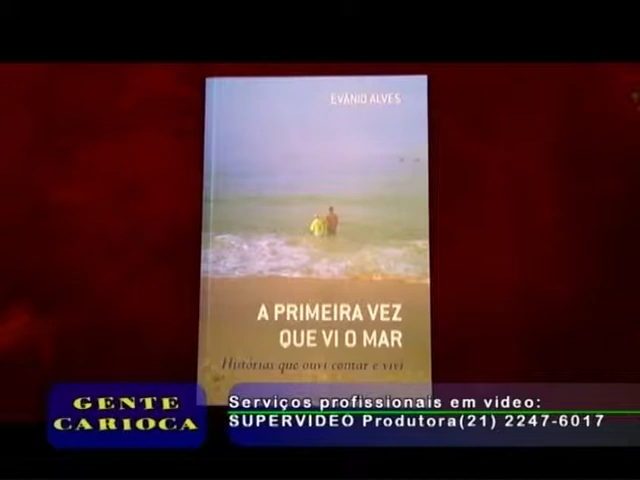 EVÂNIO ALVES
A PRIMEIRA VEZ
QUE VI O MAR
Histórias que ouvi contar e vivi
GENTE
CARIOCA
Serviços profissionais em video:
SUPERVIDEO Produtora(21) 2247-6017